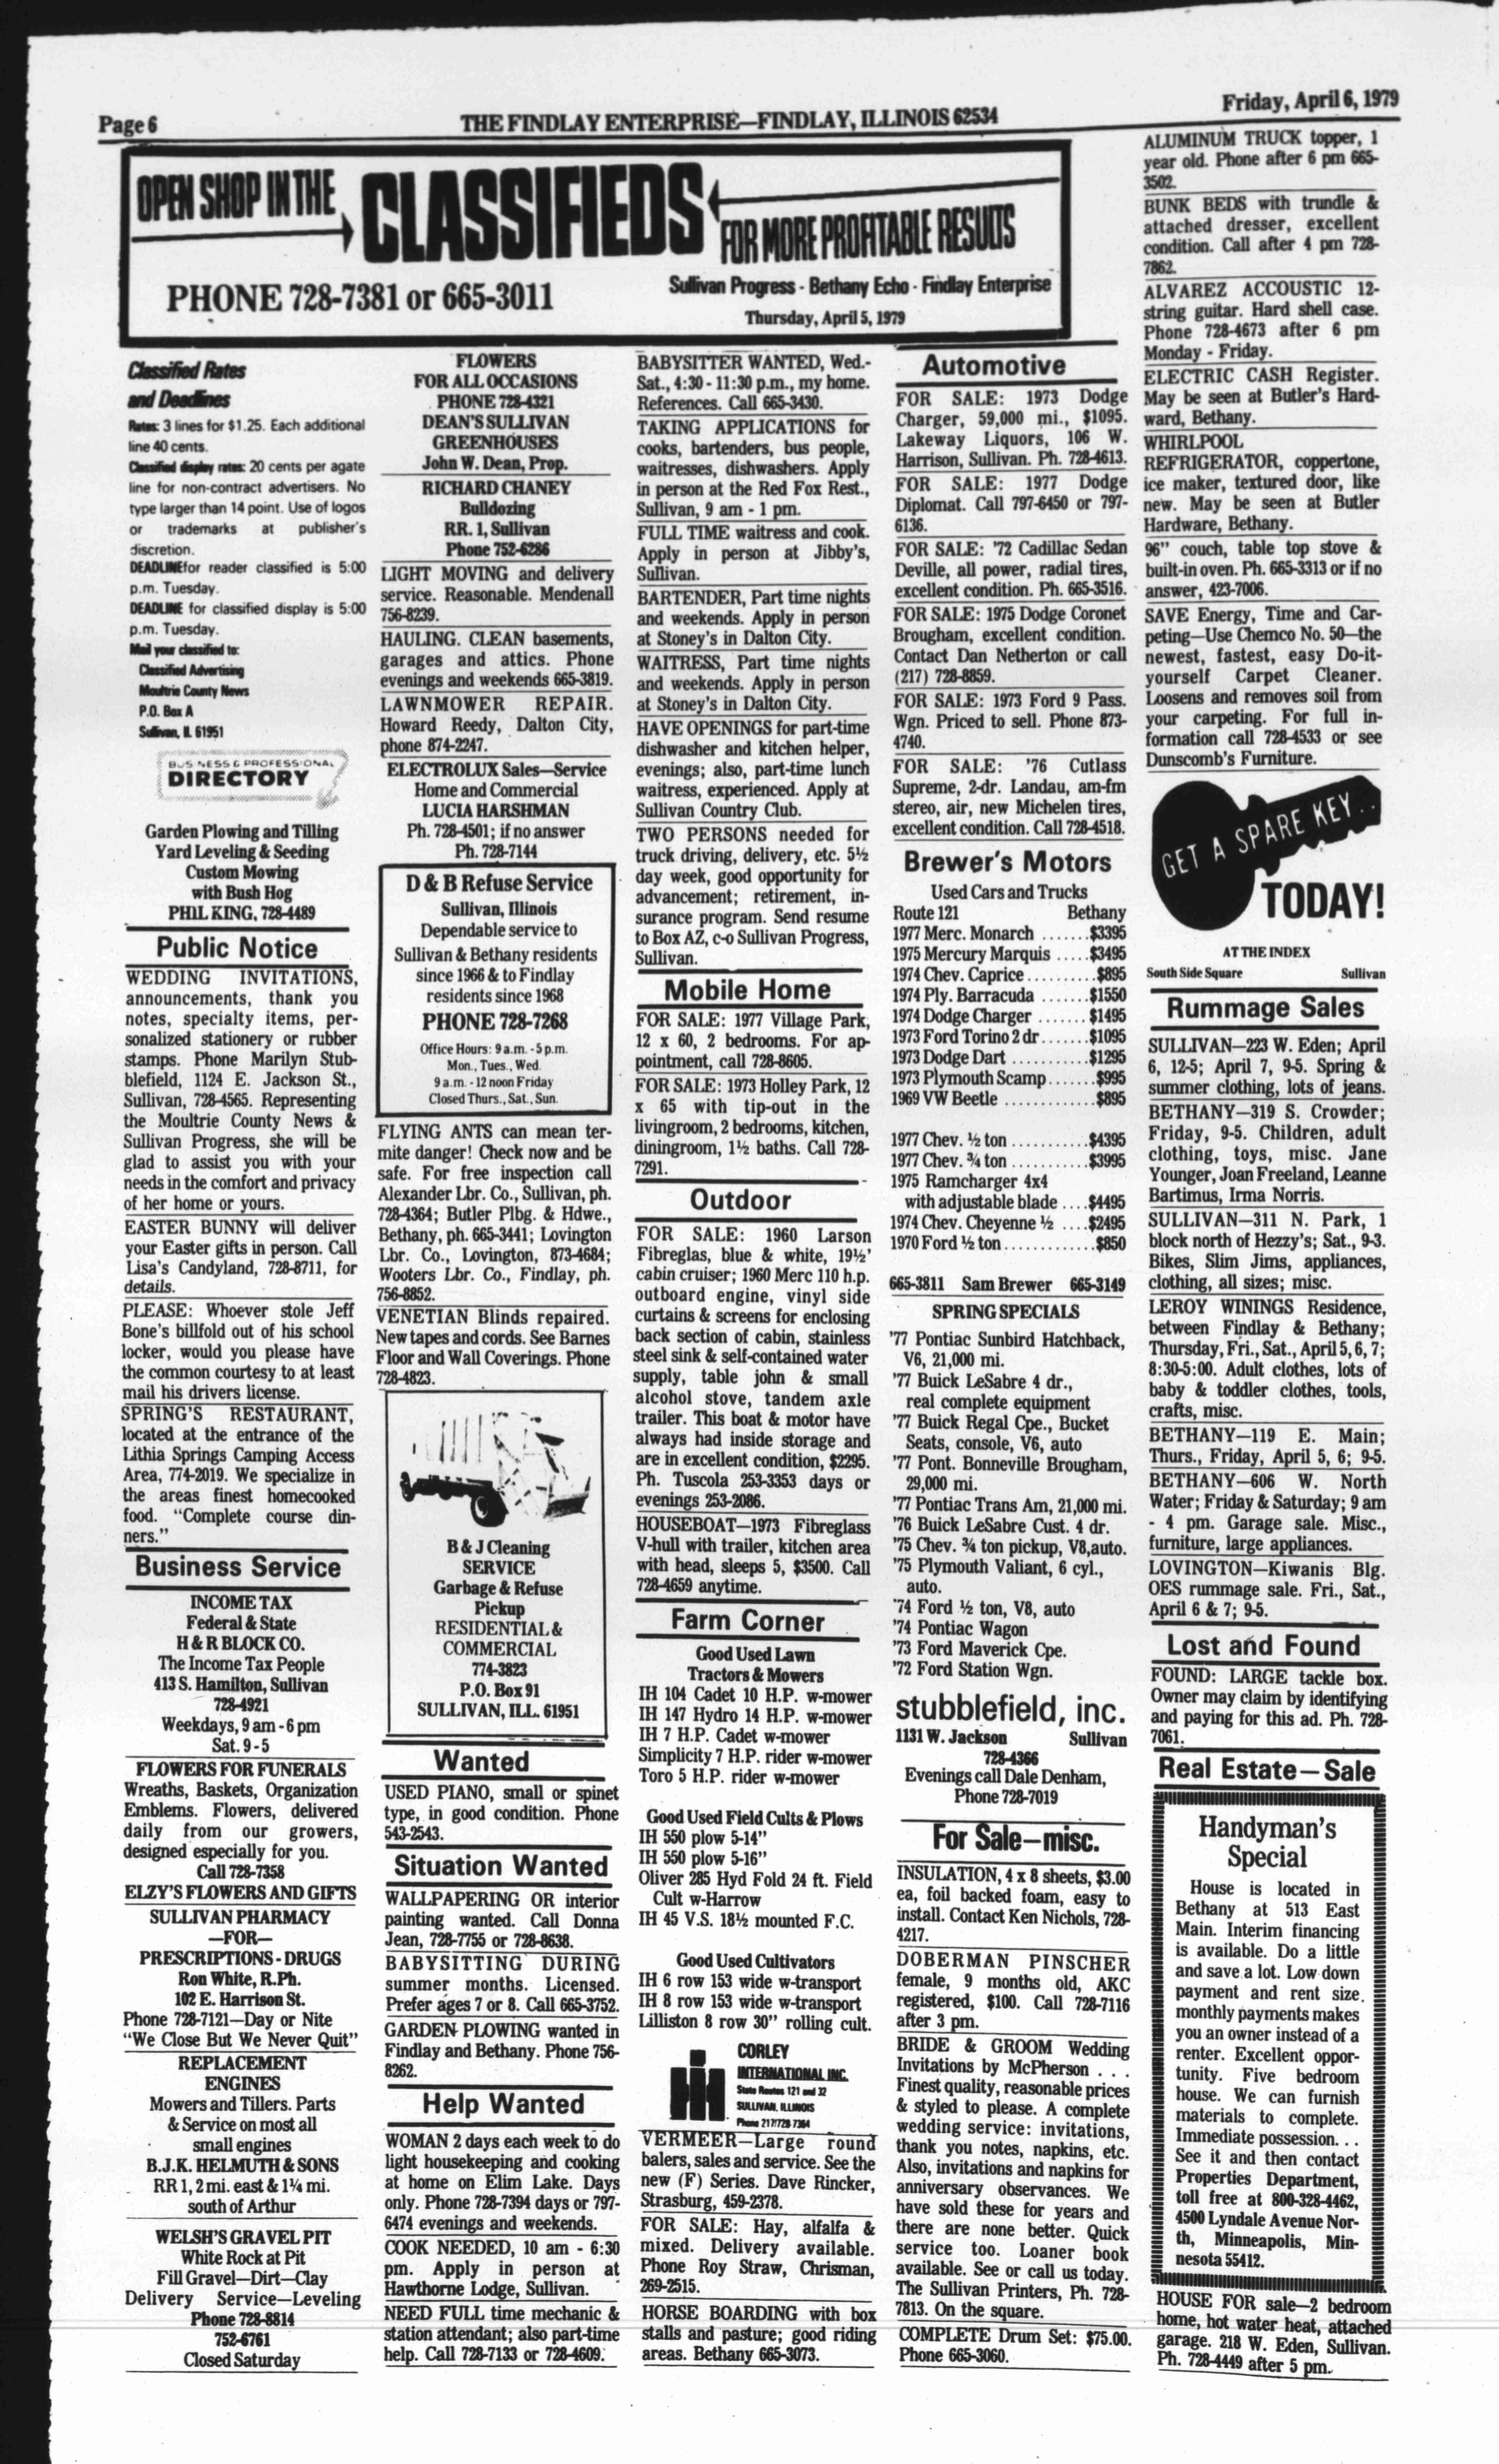 Page 6
THE FINDLAY ENTERPRISE—FINDLAY, ILLINOIS 62534
Friday, April 6, 1979
OPEN SHOP IN THE
CLASSIFIEDS
FOR MORE PROFITABLE RESULTS
PHONE 728-7381 or 665-3011
Sullivan Progress - Bethany Echo - Findlay Enterprise
Thursday, April 5, 1979
Classified Rates
and Deadlines
Rates: 3 lines for $1.25. Each additional
line 40 cents.
Classified display rates: 20 cents per agate
line for non-contract advertisers. No
type larger than 14 point. Use of logos
or trademarks at publisher's
discretion.
DEADLINE for reader classified is 5:00
p.m. Tuesday.
DEADLINE for classified display is 5:00
p.m. Tuesday.
Mail your classified to:
Classified Advertising
Moultrie County News
P.O. Box A
Sullivan, IL 61951
BUSINESS & PROFESSIONAL
DIRECTORY
Garden Plowing and Tilling
Yard Leveling & Seeding
Custom Mowing
with Bush Hog
PHIL KING, 728-4489
Public Notice
WEDDING INVITATIONS,
announcements, thank you
notes, specialty items, per-
sonalized stationery or rubber
stamps. Phone Marilyn Stub-
blefield, 1124 E. Jackson St.,
Sullivan, 728-4565. Representing
the Moultrie County News &
Sullivan Progress, she will be
glad to assist you with your
needs in the comfort and privacy
of her home or yours.
EASTER BUNNY will deliver
your Easter gifts in person. Call
Lisa's Candyland, 728-8711, for
details.
PLEASE: Whoever stole Jeff
Bone's billfold out of his school
locker, would you please have
the common courtesy to at least
mail his drivers license.
SPRING'S RESTAURANT,
located at the entrance of the
Lithia Springs Camping Access
Area, 774-2019. We specialize in
the areas finest homecooked
food. "Complete course din-
ners."
Business Service
INCOME TAX
Federal & State
H & R BLOCK CO.
The Income Tax People
413 S. Hamilton, Sullivan
728-4921
Weekdays, 9 am - 6 pm
Sat. 9 - 5
FLOWERS FOR FUNERALS
Wreaths, Baskets, Organization
Emblems. Flowers, delivered
daily from our growers,
designed especially for you.
Call 728-7358
ELZY'S FLOWERS AND GIFTS
SULLIVAN PHARMACY
—FOR—
PRESCRIPTIONS - DRUGS
Ron White, R.Ph.
102 E. Harrison St.
Phone 728-7121—Day or Nite
"We Close But We Never Quit"
REPLACEMENT
ENGINES
Mowers and Tillers. Parts
& Service on most all
small engines
B.J.K. HELMUTH & SONS
RR 1, 2 mi. east & 1¼ mi.
south of Arthur
WELSH'S GRAVEL PIT
White Rock at Pit
Fill Gravel—Dirt—Clay
Delivery Service—Leveling
Phone 728-8814
752-6761
Closed Saturday
FLOWERS
FOR ALL OCCASIONS
PHONE 728-4321
DEAN'S SULLIVAN
GREENHOUSES
John W. Dean, Prop.
RICHARD CHANEY
Bulldozing
RR. 1, Sullivan
Phone 752-6286
LIGHT MOVING and delivery
service. Reasonable. Mendenall
756-8239.
HAULING. CLEAN basements,
garages and attics. Phone
evenings and weekends 665-3819.
LAWNMOWER REPAIR.
Howard Reedy, Dalton City,
phone 874-2247.
ELECTROLUX Sales—Service
Home and Commercial
LUCIA HARSHMAN
Ph. 728-4501; if no answer
Ph. 728-7144
D & B Refuse Service
Sullivan, Illinois
Dependable service to
Sullivan & Bethany residents
since 1966 & to Findlay
residents since 1968
PHONE 728-7268
Office Hours: 9 a.m. - 5 p.m.
Mon., Tues., Wed.
9 a.m. - 12 noon Friday
Closed Thurs., Sat., Sun.
FLYING ANTS can mean ter-
mite danger! Check now and be
safe. For free inspection call
Alexander Lbr. Co., Sullivan, ph.
728-4364; Butler Plbg. & Hdwe.,
Bethany, ph. 665-3441; Lovington
Lbr. Co., Lovington, 873-4684;
Wooters Lbr. Co., Findlay, ph.
756-8852.
VENETIAN Blinds repaired.
New tapes and cords. See Barnes
Floor and Wall Coverings. Phone
728-4823.
B & J Cleaning
SERVICE
Garbage & Refuse
Pickup
RESIDENTIAL &
COMMERCIAL
774-3823
P.O. Box 91
SULLIVAN, ILL. 61951
Wanted
USED PIANO, small or spinet
type, in good condition. Phone
543-2543.
Situation Wanted
WALLPAPERING OR interior
painting wanted. Call Donna
Jean, 728-7755 or 728-8638.
BABYSITTING DURING
summer months. Licensed.
Prefer ages 7 or 8. Call 665-3752.
GARDEN PLOWING wanted in
Findlay and Bethany. Phone 756-
8262.
Help Wanted
WOMAN 2 days each week to do
light housekeeping and cooking
at home on Elim Lake. Days
only. Phone 728-7394 days or 797-
6474 evenings and weekends.
COOK NEEDED, 10 am - 6:30
pm. Apply in person at
Hawthorne Lodge, Sullivan.
NEED FULL time mechanic &
station attendant; also part-time
help. Call 728-7133 or 728-4609.
BABYSITTER WANTED, Wed.-
Sat., 4:30 - 11:30 p.m., my home.
References. Call 665-3430.
TAKING APPLICATIONS for
cooks, bartenders, bus people,
waitresses, dishwashers. Apply
in person at the Red Fox Rest.,
Sullivan, 9 am - 1 pm.
FULL TIME waitress and cook.
Apply in person at Jibby's,
Sullivan.
BARTENDER, Part time nights
and weekends. Apply in person
at Stoney's in Dalton City.
WAITRESS, Part time nights
and weekends. Apply in person
at Stoney's in Dalton City.
HAVE OPENINGS for part-time
dishwasher and kitchen helper,
evenings; also, part-time lunch
waitress, experienced. Apply at
Sullivan Country Club.
TWO PERSONS needed for
truck driving, delivery, etc. 5½
day week, good opportunity for
advancement; retirement, in-
surance program. Send resume
to Box AZ, c-o Sullivan Progress,
Sullivan.
Mobile Home
FOR SALE: 1977 Village Park,
12 x 60, 2 bedrooms. For ap-
pointment, call 728-8605.
FOR SALE: 1973 Holley Park, 12
x 65 with tip-out in the
livingroom, 2 bedrooms, kitchen,
diningroom, 1½ baths. Call 728-
7291.
Outdoor
FOR SALE: 1960 Larson
Fibreglas, blue & white, 19½'
cabin cruiser; 1960 Merc 110 h.p.
outboard engine, vinyl side
curtains & screens for enclosing
back section of cabin, stainless
steel sink & self-contained water
supply, table john & small
alcohol stove, tandem axle
trailer. This boat & motor have
always had inside storage and
are in excellent condition, $2295.
Ph. Tuscola 253-3353 days or
evenings 253-2086.
HOUSEBOAT—1973 Fibreglass
V-hull with trailer, kitchen area
with head, sleeps 5, $3500. Call
728-4659 anytime.
Farm Corner
Good Used Lawn
Tractors & Mowers
IH 104 Cadet 10 H.P. w-mower
IH 147 Hydro 14 H.P. w-mower
IH 7 H.P. Cadet w-mower
Simplicity 7 H.P. rider w-mower
Toro 5 H.P. rider w-mower
Good Used Field Cults & Plows
IH 550 plow 5-14"
IH 550 plow 5-16"
Oliver 285 Hyd Fold 24 ft. Field
Cult w-Harrow
IH 45 V.S. 18½ mounted F.C.
Good Used Cultivators
IH 6 row 153 wide w-transport
IH 8 row 153 wide w-transport
Lilliston 8 row 30" rolling cult.
CORLEY
INTERNATIONAL INC.
State Routes 121 and 32
SULLIVAN, ILLINOIS
Phone 217/728-7364
VERMEER—Large round
balers, sales and service. See the
new (F) Series. Dave Rincker,
Strasburg, 459-2378.
FOR SALE: Hay, alfalfa &
mixed. Delivery available.
Phone Roy Straw, Chrisman,
269-2515.
HORSE BOARDING with box
stalls and pasture; good riding
areas. Bethany 665-3073.
Automotive
FOR SALE: 1973 Dodge
Charger, 59,000 mi., $1095.
Lakeway Liquors, 106 W.
Harrison, Sullivan. Ph. 728-4613.
FOR SALE: 1977 Dodge
Diplomat. Call 797-6450 or 797-
6136.
FOR SALE: '72 Cadillac Sedan
Deville, all power, radial tires,
excellent condition. Ph. 665-3516.
FOR SALE: 1975 Dodge Coronet
Brougham, excellent condition.
Contact Dan Netherton or call
(217) 728-8859.
FOR SALE: 1973 Ford 9 Pass.
Wgn. Priced to sell. Phone 873-
4740.
FOR SALE: '76 Cutlass
Supreme, 2-dr. Landau, am-fm
stereo, air, new Michelen tires,
excellent condition. Call 728-4518.
Brewer's Motors
Used Cars and Trucks
Route 121 Bethany
1977 Merc. Monarch .......$3395
1975 Mercury Marquis .....$3495
1974 Chev. Caprice..........$895
1974 Ply. Barracuda .......$1550
1974 Dodge Charger .......$1495
1973 Ford Torino 2 dr.......$1095
1973 Dodge Dart ...........$1295
1973 Plymouth Scamp.......$995
1969 VW Beetle .............$895
1977 Chev. ½ ton ...........$4395
1977 Chev. ¾ ton ...........$3995
1975 Ramcharger 4x4
with adjustable blade ....$4495
1974 Chev. Cheyenne ½ ....$2495
1970 Ford ½ ton.............$850
665-3811 Sam Brewer 665-3149
SPRING SPECIALS
'77 Pontiac Sunbird Hatchback,
V6, 21,000 mi.
'77 Buick LeSabre 4 dr.,
real complete equipment
'77 Buick Regal Cpe., Bucket
Seats, console, V6, auto
'77 Pont. Bonneville Brougham,
29,000 mi.
'77 Pontiac Trans Am, 21,000 mi.
'76 Buick LeSabre Cust. 4 dr.
'75 Chev. ¾ ton pickup, V8,auto.
'75 Plymouth Valiant, 6 cyl.,
auto.
'74 Ford ½ ton, V8, auto
'74 Pontiac Wagon
'73 Ford Maverick Cpe.
'72 Ford Station Wgn.
stubblefield, inc.
1131 W. Jackson Sullivan
728-4366
Evenings call Dale Denham,
Phone 728-7019
For Sale—misc.
INSULATION, 4 x 8 sheets, $3.00
ea, foil backed foam, easy to
install. Contact Ken Nichols, 728-
4217.
DOBERMAN PINSCHER
female, 9 months old, AKC
registered, $100. Call 728-7116
after 3 pm.
BRIDE & GROOM Wedding
Invitations by McPherson . . .
Finest quality, reasonable prices
& styled to please. A complete
wedding service: invitations,
thank you notes, napkins, etc.
Also, invitations and napkins for
anniversary observances. We
have sold these for years and
there are none better. Quick
service too. Loaner book
available. See or call us today.
The Sullivan Printers, Ph. 728-
7813. On the square.
COMPLETE Drum Set: $75.00.
Phone 665-3060.
ALUMINUM TRUCK topper, 1
year old. Phone after 6 pm 665-
3502.
BUNK BEDS with trundle &
attached dresser, excellent
condition. Call after 4 pm 728-
7862.
ALVAREZ ACCOUSTIC 12-
string guitar. Hard shell case.
Phone 728-4673 after 6 pm
Monday - Friday.
ELECTRIC CASH Register.
May be seen at Butler's Hard-
ward, Bethany.
WHIRLPOOL
REFRIGERATOR, coppertone,
ice maker, textured door, like
new. May be seen at Butler
Hardware, Bethany.
96" couch, table top stove &
built-in oven. Ph. 665-3313 or if no
answer, 423-7006.
SAVE Energy, Time and Car-
peting—Use Chemco No. 50—the
newest, fastest, easy Do-it-
yourself Carpet Cleaner.
Loosens and removes soil from
your carpeting. For full in-
formation call 728-4533 or see
Dunscomb's Furniture.
GET A SPARE KEY..
TODAY!
AT THE INDEX
South Side Square Sullivan
Rummage Sales
SULLIVAN—223 W. Eden; April
6, 12-5; April 7, 9-5. Spring &
summer clothing, lots of jeans.
BETHANY—319 S. Crowder;
Friday, 9-5. Children, adult
clothing, toys, misc. Jane
Younger, Joan Freeland, Leanne
Bartimus, Irma Norris.
SULLIVAN—311 N. Park, 1
block north of Hezzy's; Sat., 9-3.
Bikes, Slim Jims, appliances,
clothing, all sizes; misc.
LEROY WININGS Residence,
between Findlay & Bethany;
Thursday, Fri., Sat., April 5, 6, 7;
8:30-5:00. Adult clothes, lots of
baby & toddler clothes, tools,
crafts, misc.
BETHANY—119 E. Main;
Thurs., Friday, April 5, 6; 9-5.
BETHANY—606 W. North
Water; Friday & Saturday; 9 am
- 4 pm. Garage sale. Misc.,
furniture, large appliances.
LOVINGTON—Kiwanis Blg.
OES rummage sale. Fri., Sat.,
April 6 & 7; 9-5.
Lost and Found
FOUND: LARGE tackle box.
Owner may claim by identifying
and paying for this ad. Ph. 728-
7061.
Real Estate—Sale
Handyman's
Special
House is located in
Bethany at 513 East
Main. Interim financing
is available. Do a little
and save a lot. Low down
payment and rent size
monthly payments makes
you an owner instead of a
renter. Excellent oppor-
tunity. Five bedroom
house. We can furnish
materials to complete.
Immediate possession. . .
See it and then contact
Properties Department,
toll free at 800-328-4462,
4500 Lyndale Avenue Nor-
th, Minneapolis, Min-
nesota 55412.
HOUSE FOR sale—2 bedroom
home, hot water heat, attached
garage. 218 W. Eden, Sullivan.
Ph. 728-4449 after 5 pm.